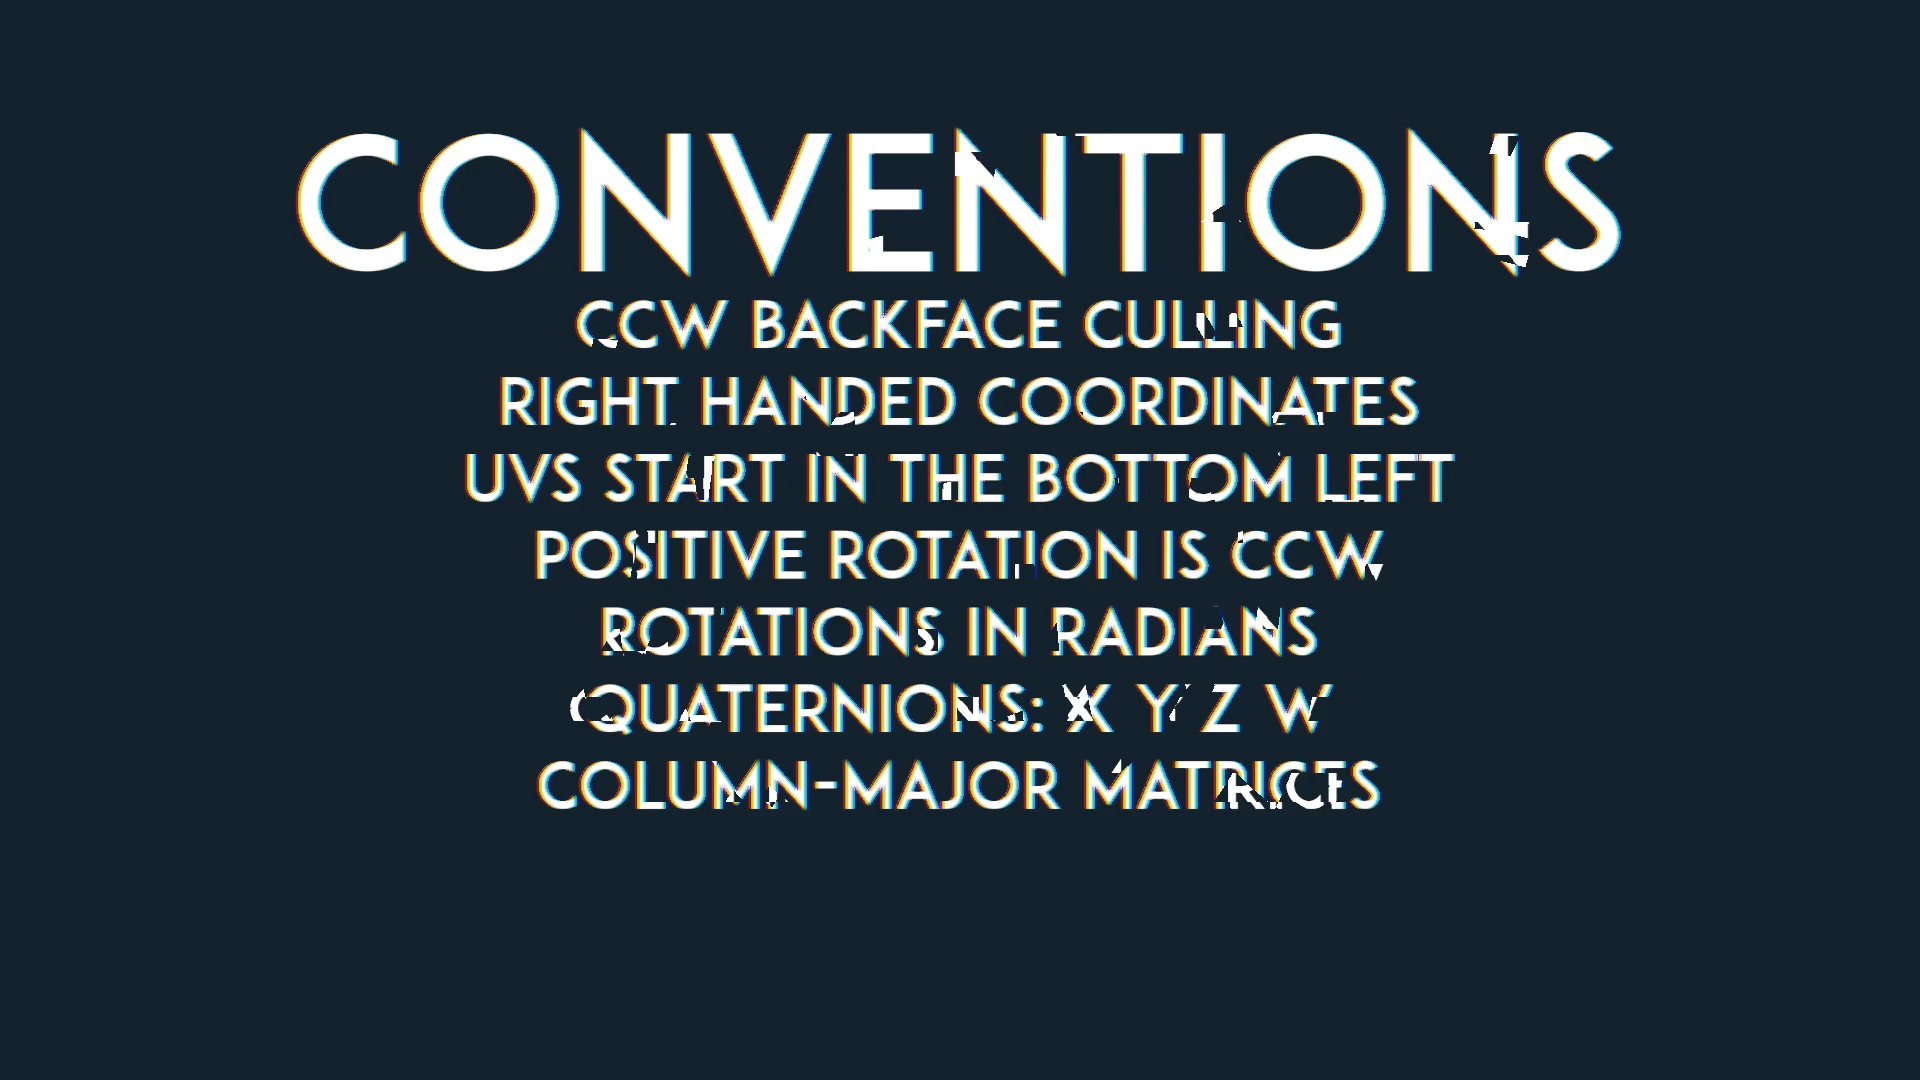 CONVENTIONS
CCW BACKFACE CULLING
RIGHT HANDED COORDINATES
UVS START IN THE BOTTOM LEFT
POSITIVE ROTATION IS CCW
ROTATIONS IN RADIANS
QUATERNIONS: X Y Z W
COLUMN-MAJOR MATRICES